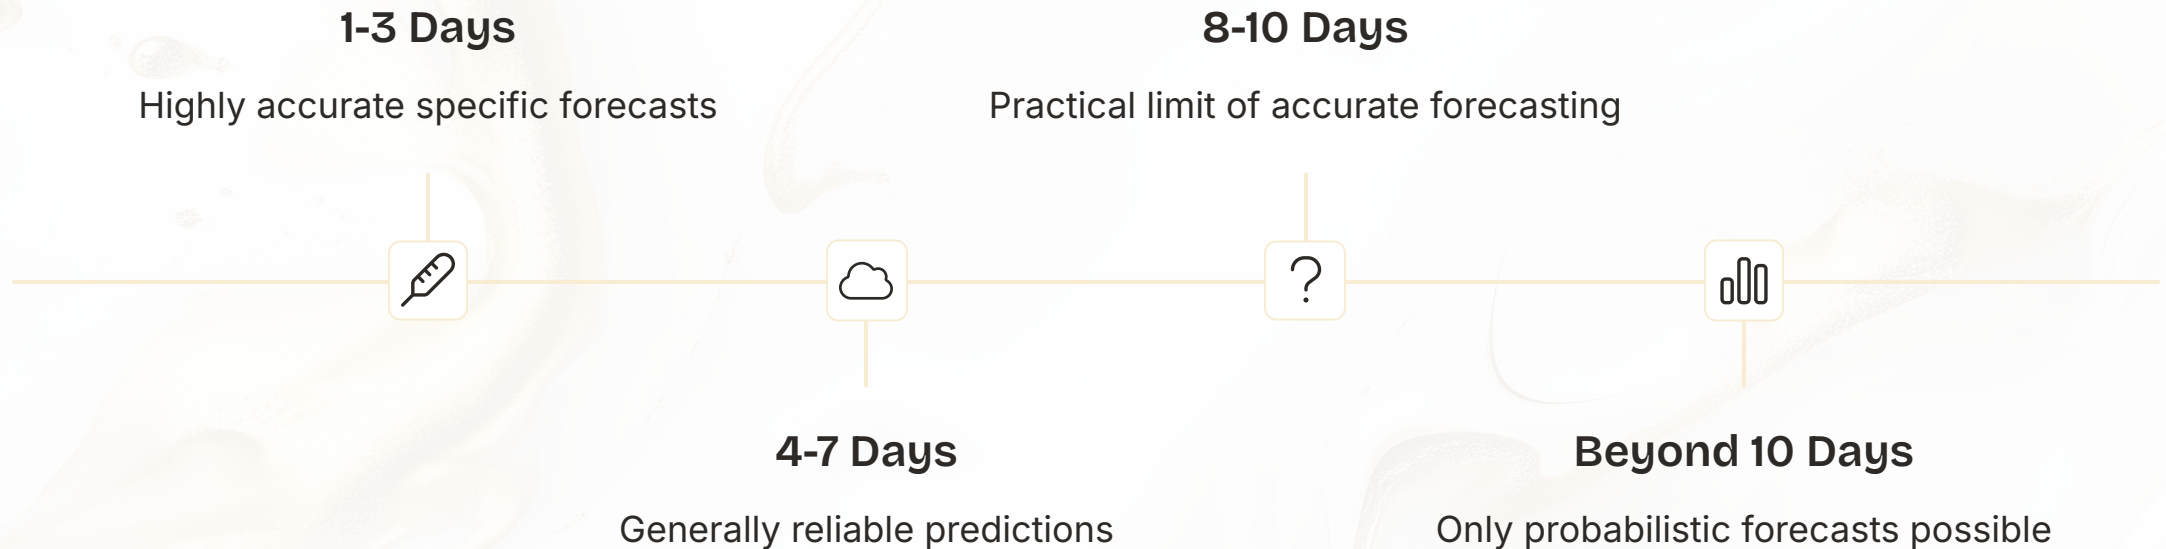 1-3 Days
Highly accurate specific forecasts
4-7 Days
Generally reliable predictions
8-10 Days
Practical limit of accurate forecasting
Beyond 10 Days
Only probabilistic forecasts possible